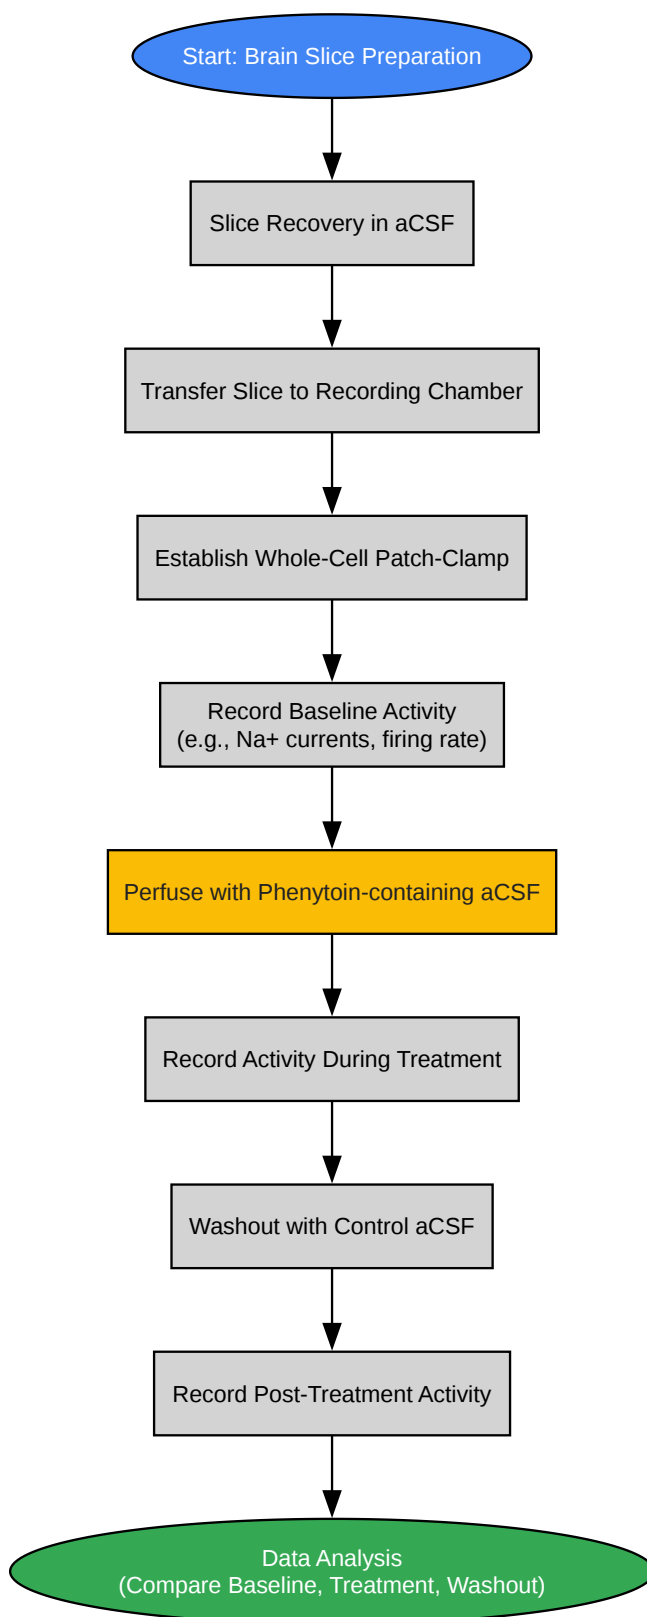 Start: Brain Slice Preparation
Slice Recovery in aCSF
Transfer Slice to Recording Chamber
Establish Whole-Cell Patch-Clamp
Record Baseline Activity
(e.g., Na+ currents, firing rate)
Perfuse with Phenytoin-containing aCSF
Record Activity During Treatment
Washout with Control aCSF
Record Post-Treatment Activity
Data Analysis
(Compare Baseline, Treatment, Washout)